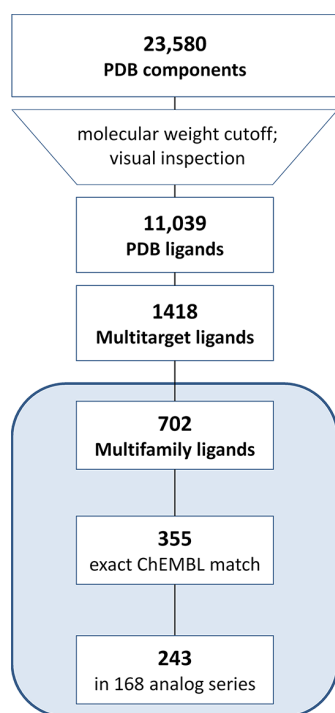 23,580
PDB components
molecular weight cutoff;
visual inspection
11,039
PDB ligands
1418
Multitarget ligands
702
Multifamily ligands
355
exact ChEMBL match
243
in 168 analog series